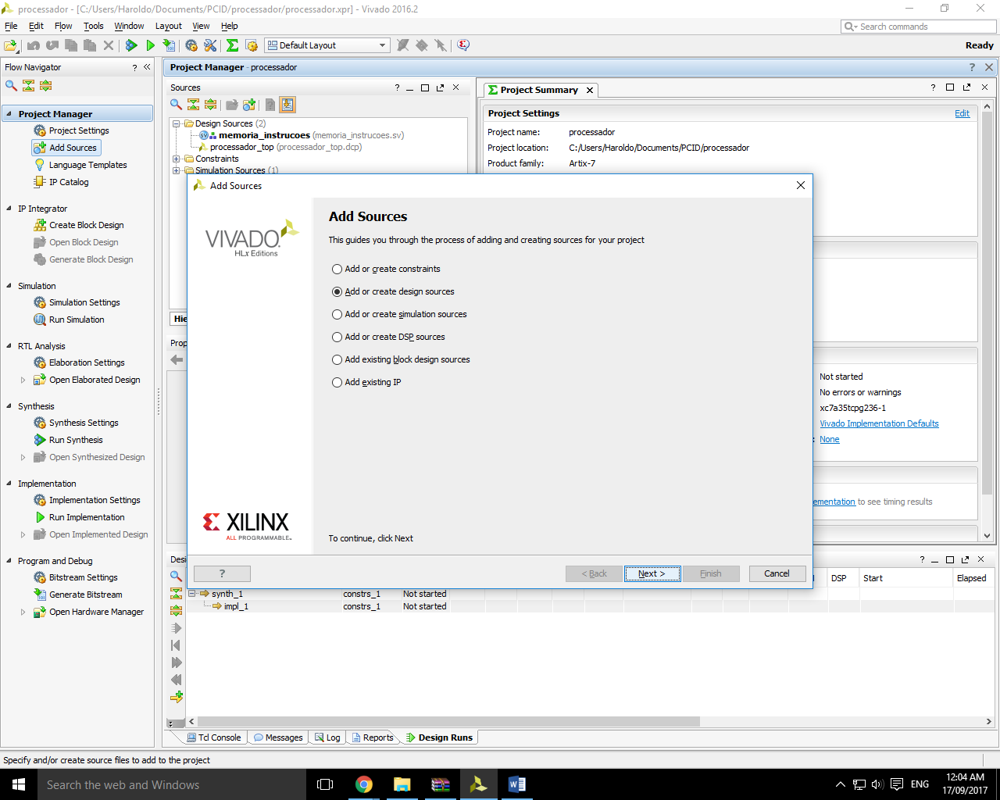 processador - [C:/Users/Haroldo/Documents/PCID/processador/processador.xpr] - Vivado 2016.2
File Edit Flow Tools Window Layout View Help
Search commands
Default Layout
Ready
Flow Navigator
Project Manager
Project Settings
Add Sources
Language Templates
IP Catalog
IP Integrator
Create Block Design
Open Block Design
Generate Block Design
Simulation
Simulation Settings
Run Simulation
RTL Analysis
Elaboration Settings
Open Elaborated Design
Synthesis
Synthesis Settings
Run Synthesis
Open Synthesized Design
Implementation
Implementation Settings
Run Implementation
Open Implemented Design
Program and Debug
Bitstream Settings
Generate Bitstream
Open Hardware Manager
Project Manager - processador
Sources
Design Sources (2)
memoria_instrucoes (memoria_instrucoes.sv)
processador_top (processador_top.dcp)
Constraints
Simulation Sources (1)
Hie
Prop
Project Summary
Project Settings
Edit
Project name: processador
Project location: C:/Users/Haroldo/Documents/PCID/processador
Product family: Artix-7
Not started
No errors or warnings
xc7a35tcpg236-1
Vivado Implementation Defaults
: None
ementation to see timing results
Add Sources
VIVADO
HLx Editions
Add Sources
This guides you through the process of adding and creating sources for your project
Add or create constraints
Add or create design sources
Add or create simulation sources
Add or create DSP sources
Add existing block design sources
Add existing IP
XILINX
ALL PROGRAMMABLE
To continue, click Next
?
< Back
Next >
Finish
Cancel
Desi
DSP Start Elapsed
synth_1 constrs_1 Not started
impl_1 constrs_1 Not started
Tcl Console Messages Log Reports Design Runs
Specify and/or create source files to add to the project
Search the web and Windows
ENG
12:04 AM
17/09/2017